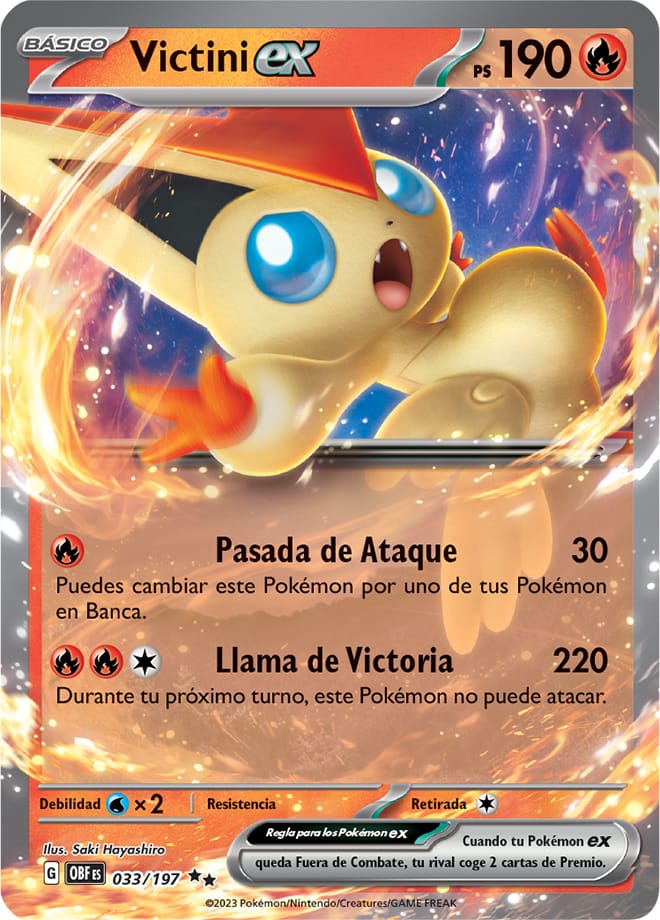 BÁSICO Victini ex PS 190
Pasada de Ataque 30
Puedes cambiar este Pokémon por uno de tus Pokémon
en Banca.
Llama de Victoria 220
Durante tu próximo turno, este Pokémon no puede atacar.
Debilidad ×2 Resistencia Retirada
Ilus. Saki Hayashiro
Regla para los Pokémon ex Cuando tu Pokémon ex
queda Fuera de Combate, tu rival coge 2 cartas de Premio.
G OBF ES 033/197
©2023 Pokémon/Nintendo/Creatures/GAME FREAK